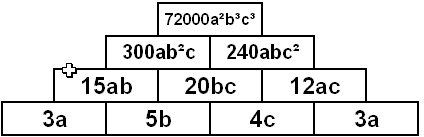 72000a²b³c³
300ab²c 240abc²
15ab 20bc 12ac
3a 5b 4c 3a